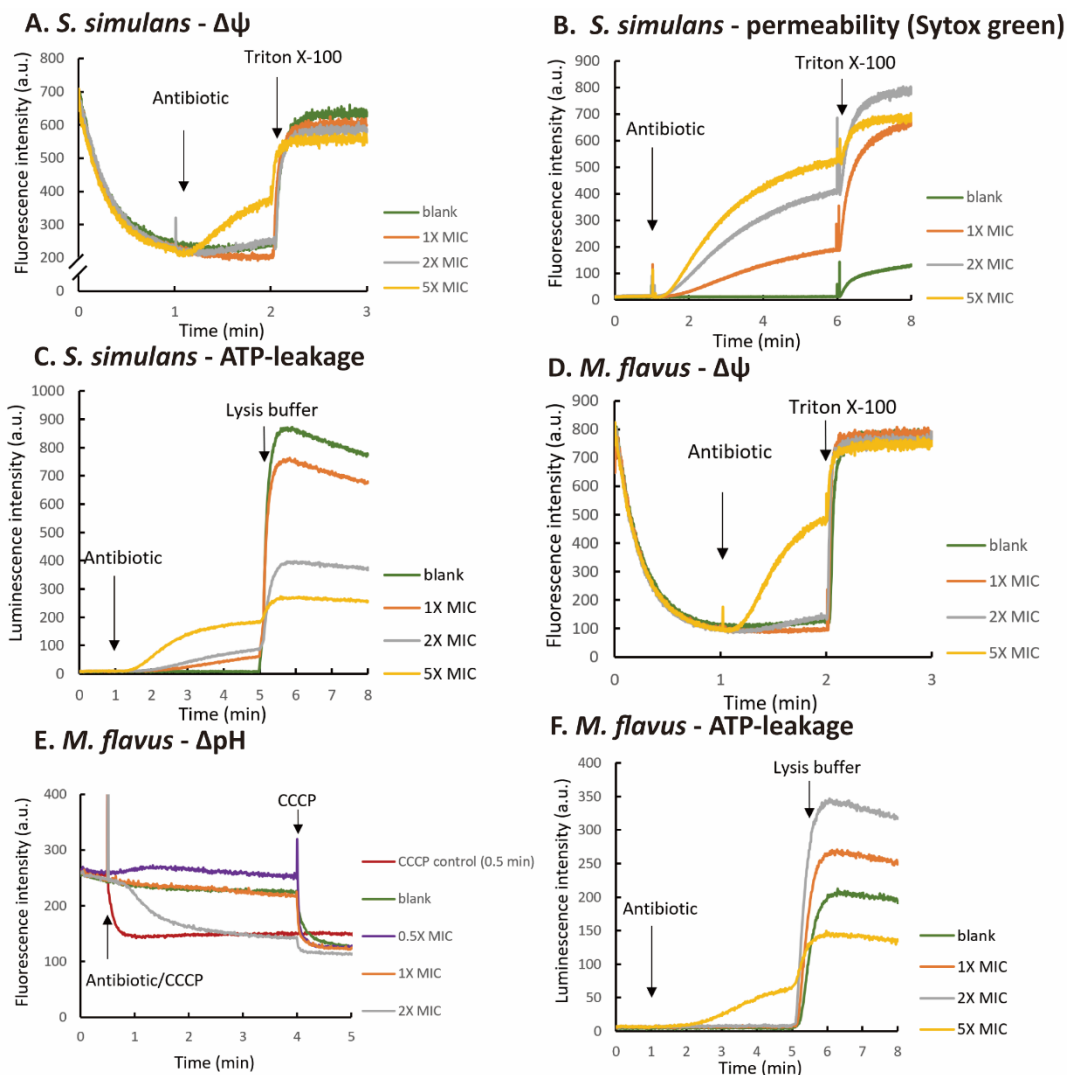 A. S. simulans - Δψ
Fluorescence intensity (a.u.)
800
700
600
500
400
300
200
0
Antibiotic
Triton X-100
blank
1X MIC
2X MIC
5X MIC
0 1 2 3
Time (min)
B. S. simulans - permeability (Sytox green)
Fluorescence intensity (a.u.)
900
800
700
600
500
400
300
200
100
0
Antibiotic
Triton X-100
blank
1X MIC
2X MIC
5X MIC
0 2 4 6 8
Time (min)
C. S. simulans - ATP-leakage
Luminescence intensity (a.u.)
1000
900
800
700
600
500
400
300
200
100
0
Antibiotic
Lysis buffer
blank
1X MIC
2X MIC
5X MIC
0 1 2 3 4 5 6 7 8
Time (min)
D. M. flavus - Δψ
Fluorescence intensity (a.u.)
900
800
700
600
500
400
300
200
100
0
Antibiotic
Triton X-100
blank
1X MIC
2X MIC
5X MIC
0 1 2 3
Time (min)
E. M. flavus - ΔpH
Fluorescence intensity (a.u.)
400
300
200
100
0
CCCP
Antibiotic/CCCP
CCCP control (0.5 min)
blank
0.5X MIC
1X MIC
2X MIC
0 1 2 3 4 5
Time (min)
F. M. flavus - ATP-leakage
Luminescence intensity (a.u.)
400
350
300
250
200
150
100
50
0
Antibiotic
Lysis buffer
blank
1X MIC
2X MIC
5X MIC
0 1 2 3 4 5 6 7 8
Time (min)